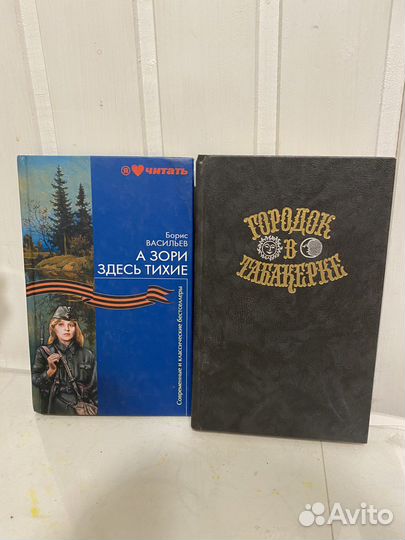 Я читать
Борис
ВАСИЛЬЕВ
А ЗОРИ
ЗДЕСЬ ТИХИЕ
Современные и классические бестселлеры
ГОРОДОК
В
ТАБАКЕРКЕ
Avito